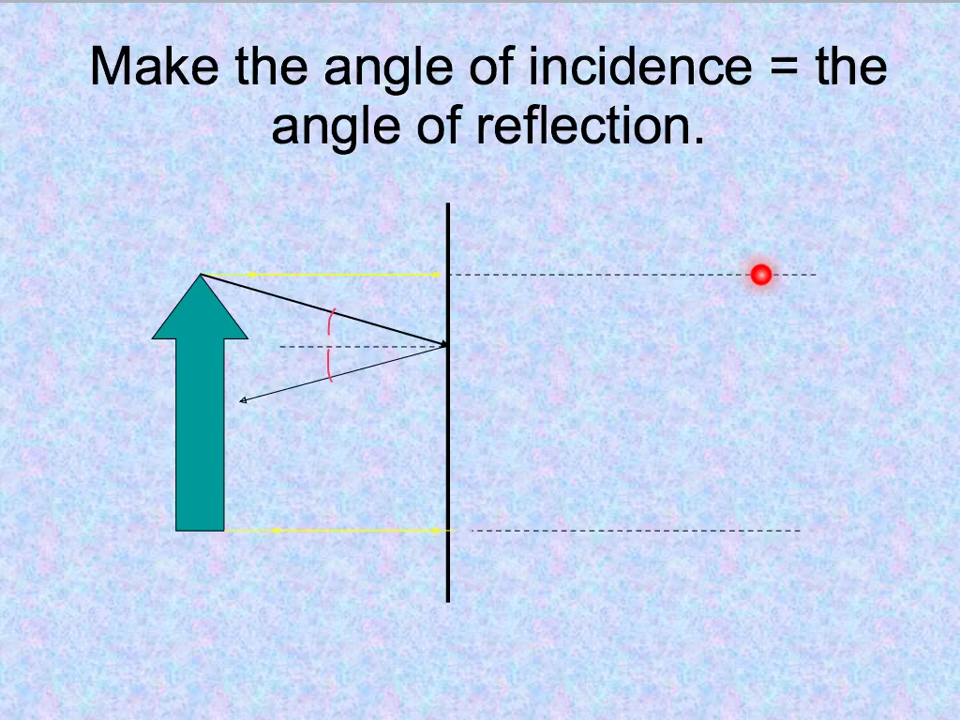 Make the angle of incidence = the
angle of reflection.